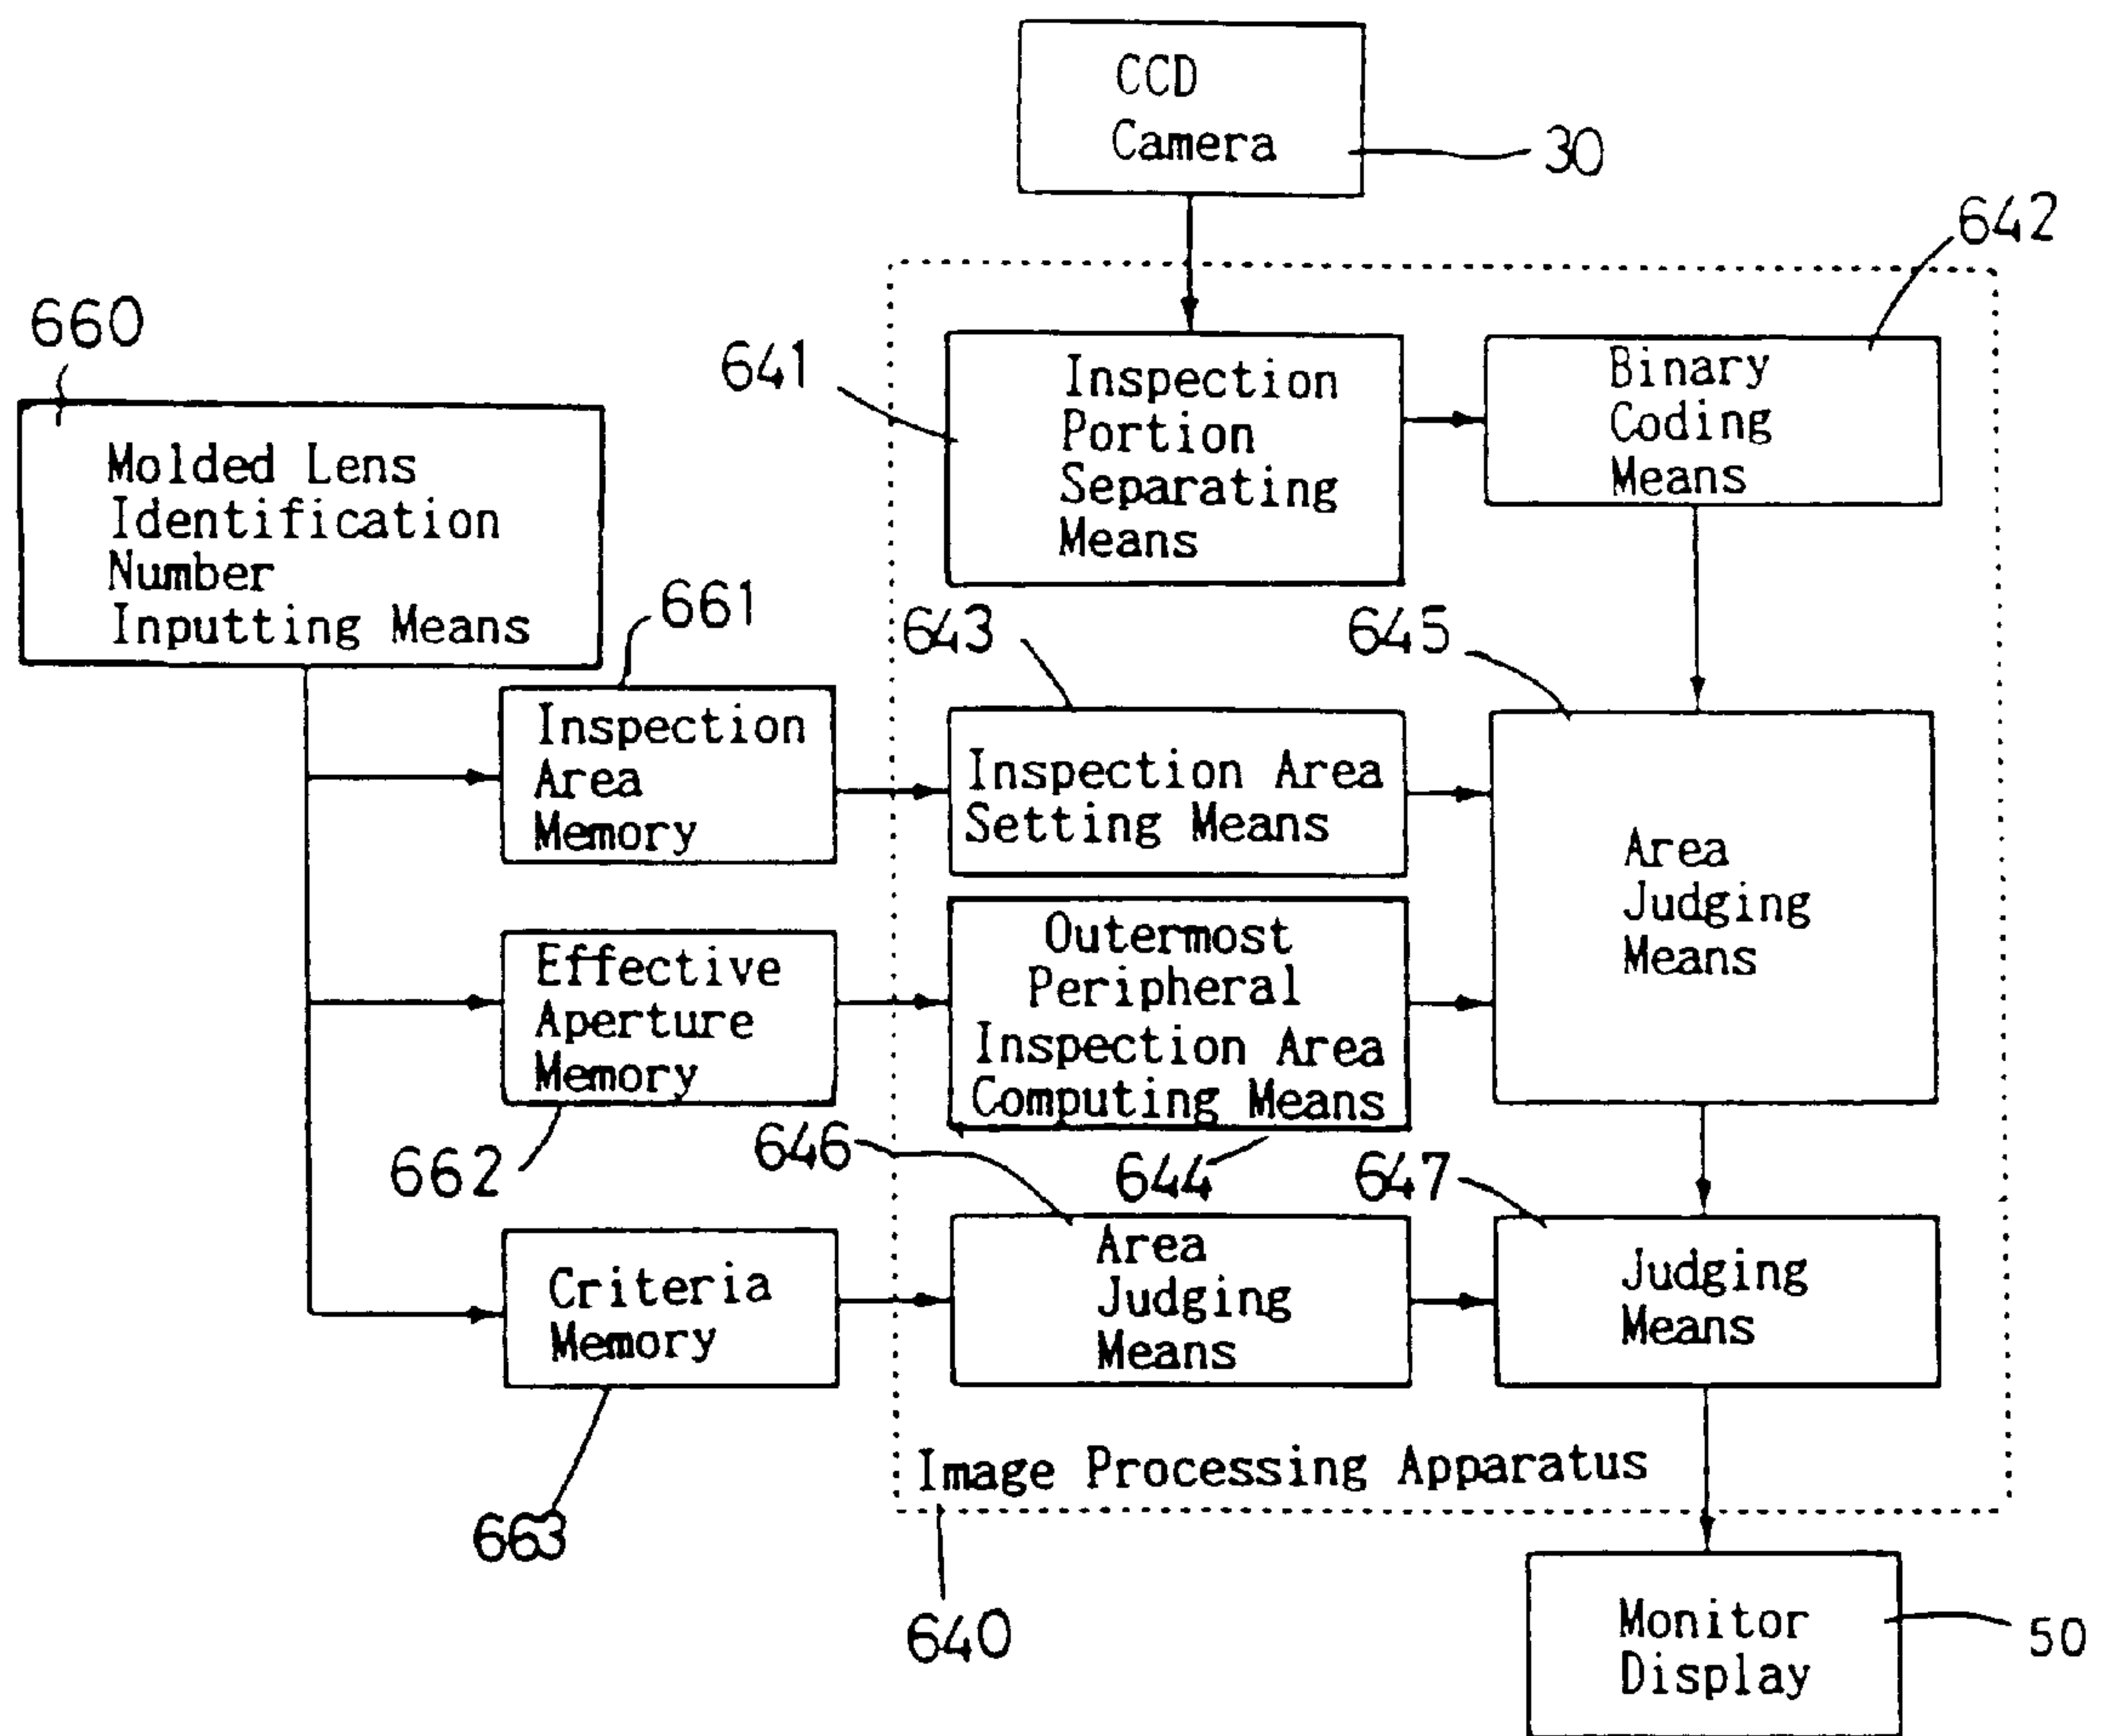 CCD
Camera
30
642
660
641
Inspection
Portion
Separating
Means
Binary
Coding
Means
Molded Lens
Identification
Number
Inputting Means
661
643
645
Inspection
Area
Memory
Inspection Area
Setting Means
Area
Judging
Means
Effective
Aperture
Memory
Outermost
Peripheral
Inspection Area
Computing Means
662
646
644
647
Criteria
Memory
Area
Judging
Means
Judging
Means
Image Processing Apparatus
663
640
Monitor
Display
50